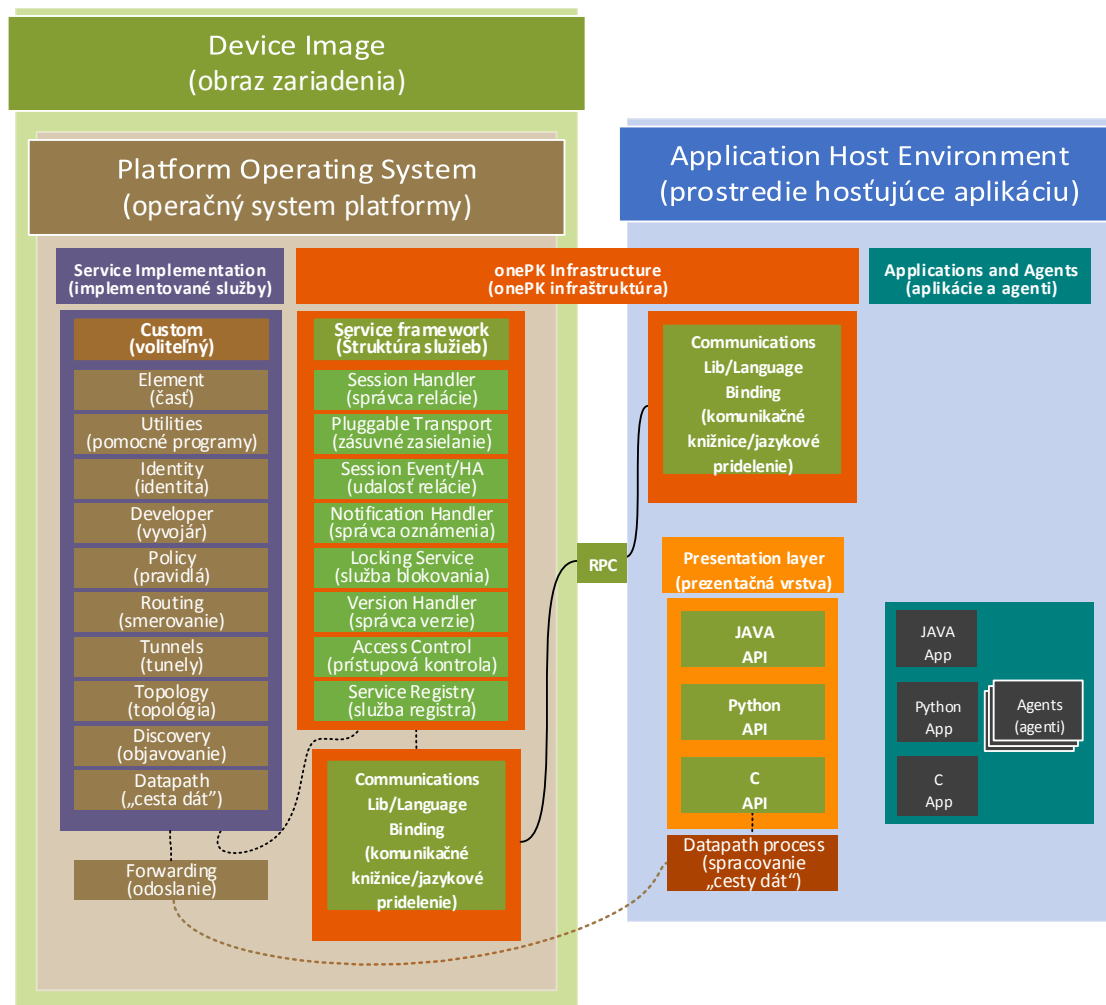 Device Image
(obraz zariadenia)
Platform Operating System
(operačný system platformy)
Application Host Environment
(prostredie hosťujúce aplikáciu)
Service Implementation
(implementované služby)
onePK Infrastructure
(onePK infraštruktúra)
Applications and Agents
(aplikácie a agenti)
Custom
(voliteľný)
Element
(časť)
Utilities
(pomocné programy)
Identity
(identita)
Developer
(vyvojár)
Policy
(pravidlá)
Routing
(smerovanie)
Tunnels
(tunely)
Topology
(topológia)
Discovery
(objavovanie)
Datapath
(„cesta dát”)
Forwarding
(odoslanie)
Service framework
(Štruktúra služieb)
Session Handler
(správca relácie)
Pluggable Transport
(zásuvné zasielanie)
Session Event/HA
(udalosť relácie)
Notification Handler
(správca oznámenia)
Locking Service
(služba blokovania)
Version Handler
(správca verzie)
Access Control
(prístupová kontrola)
Service Registry
(služba registra)
Communications
Lib/Language
Binding
(komunikačné
knižnice/jazykové
pridelenie)
RPC
Communications
Lib/Language
Binding
(komunikačné
knižnice/jazykové
pridelenie)
Presentation layer
(prezentačná vrstva)
JAVA
API
Python
API
C
API
Datapath process
(spracovanie
„cesty dát“)
JAVA
App
Python
App
C
App
Agents
(agenti)